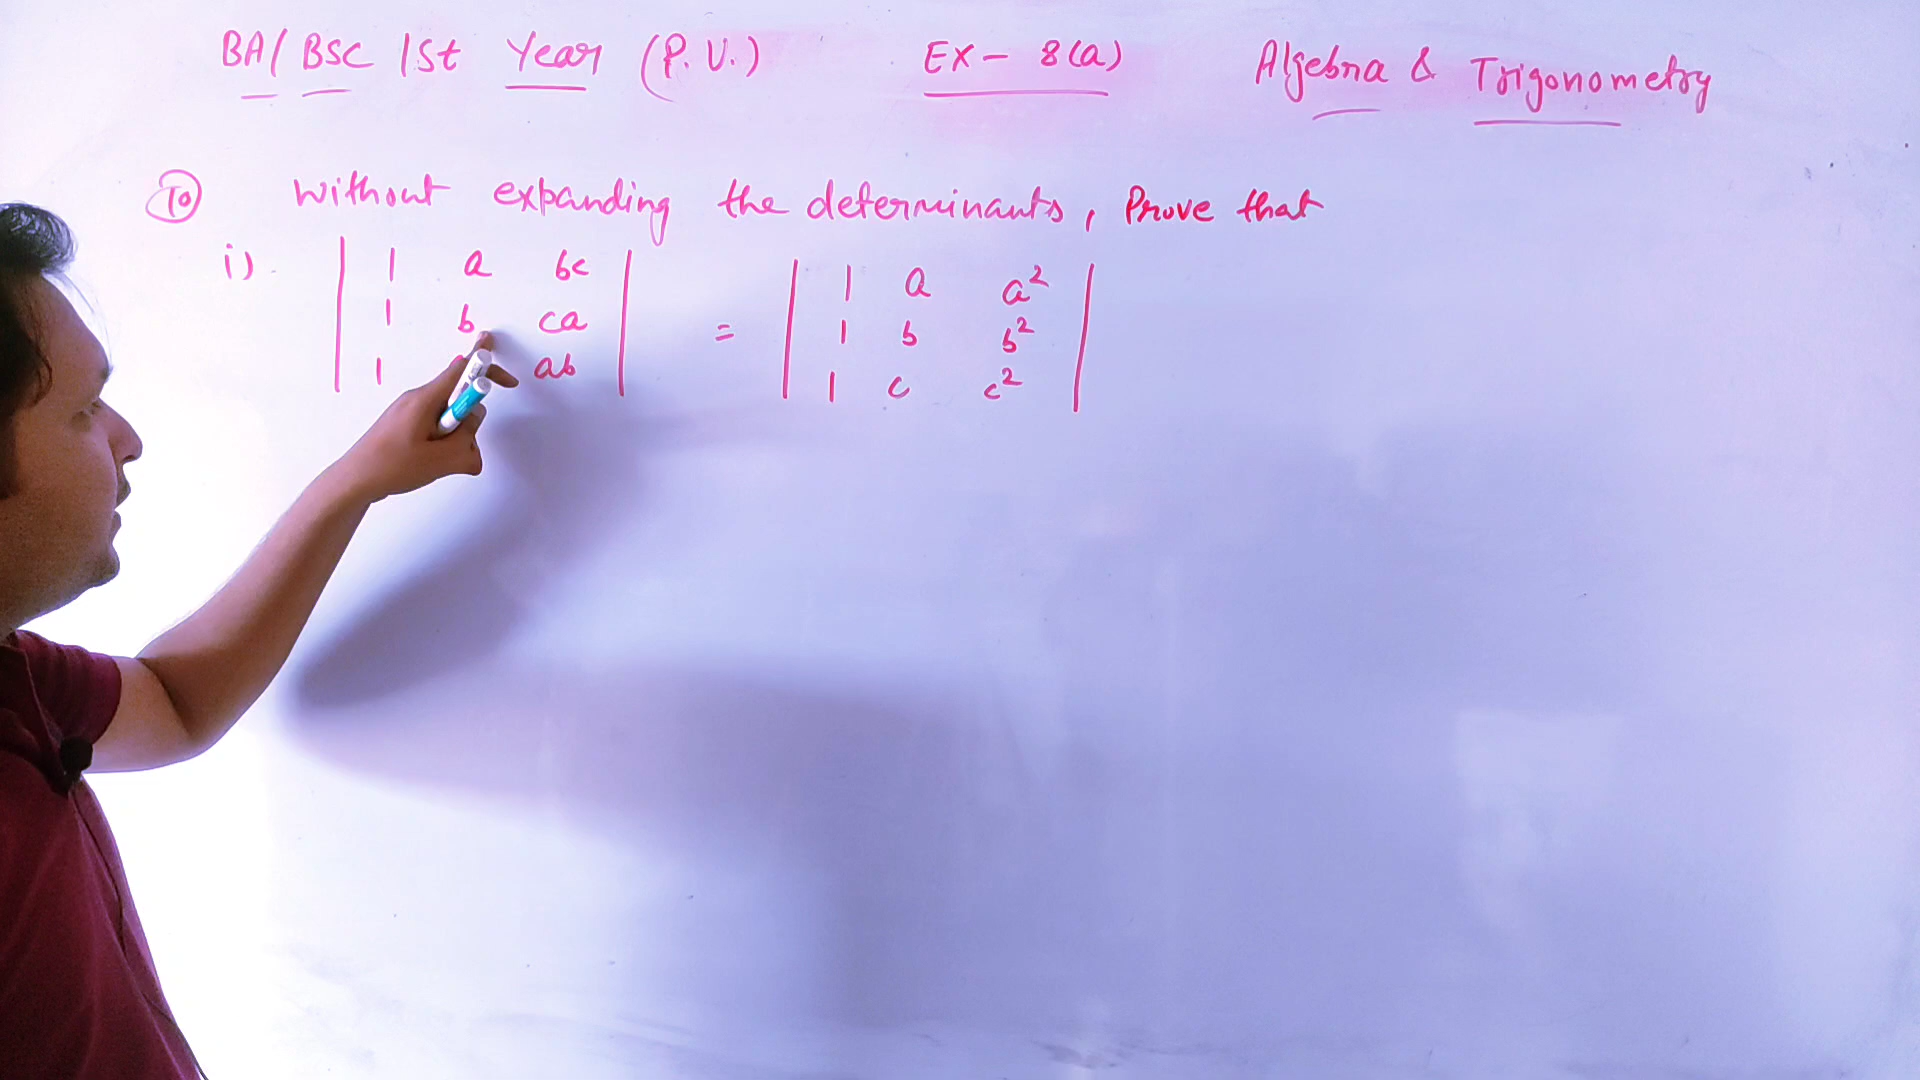 BA/ BSC 1st Year (P.U.) EX - 8(a) Algebra & Trigonometry
10 without expanding the determinants, Prove that
i) | 1 a bc | = | 1 a a² |
| 1 b ca | | 1 b b² |
| 1 ab | | 1 c c² |